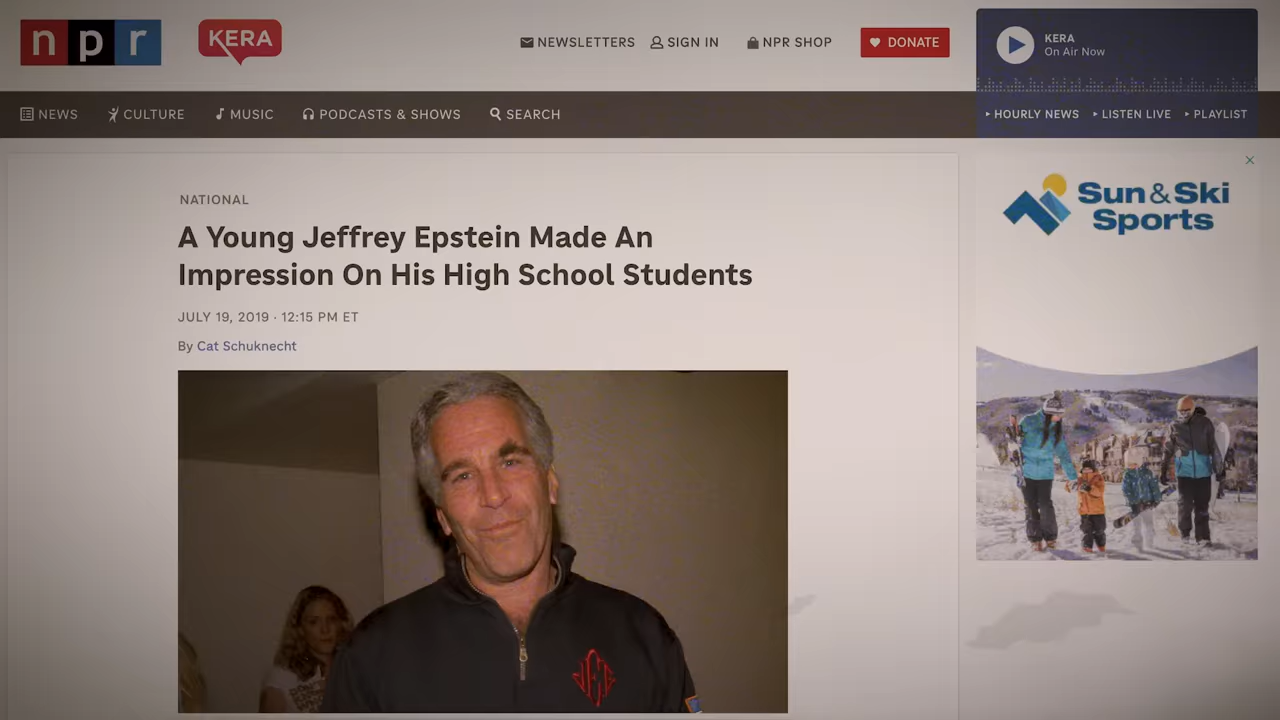 npr
KERA
NEWSLETTERS
SIGN IN
NPR SHOP
DONATE
KERA
On Air Now
NEWS
CULTURE
MUSIC
PODCASTS & SHOWS
SEARCH
HOURLY NEWS
LISTEN LIVE
PLAYLIST
NATIONAL
A Young Jeffrey Epstein Made An
Impression On His High School Students
JULY 19, 2019 · 12:15 PM ET
By Cat Schuknecht
Sun & Ski
Sports
JEE